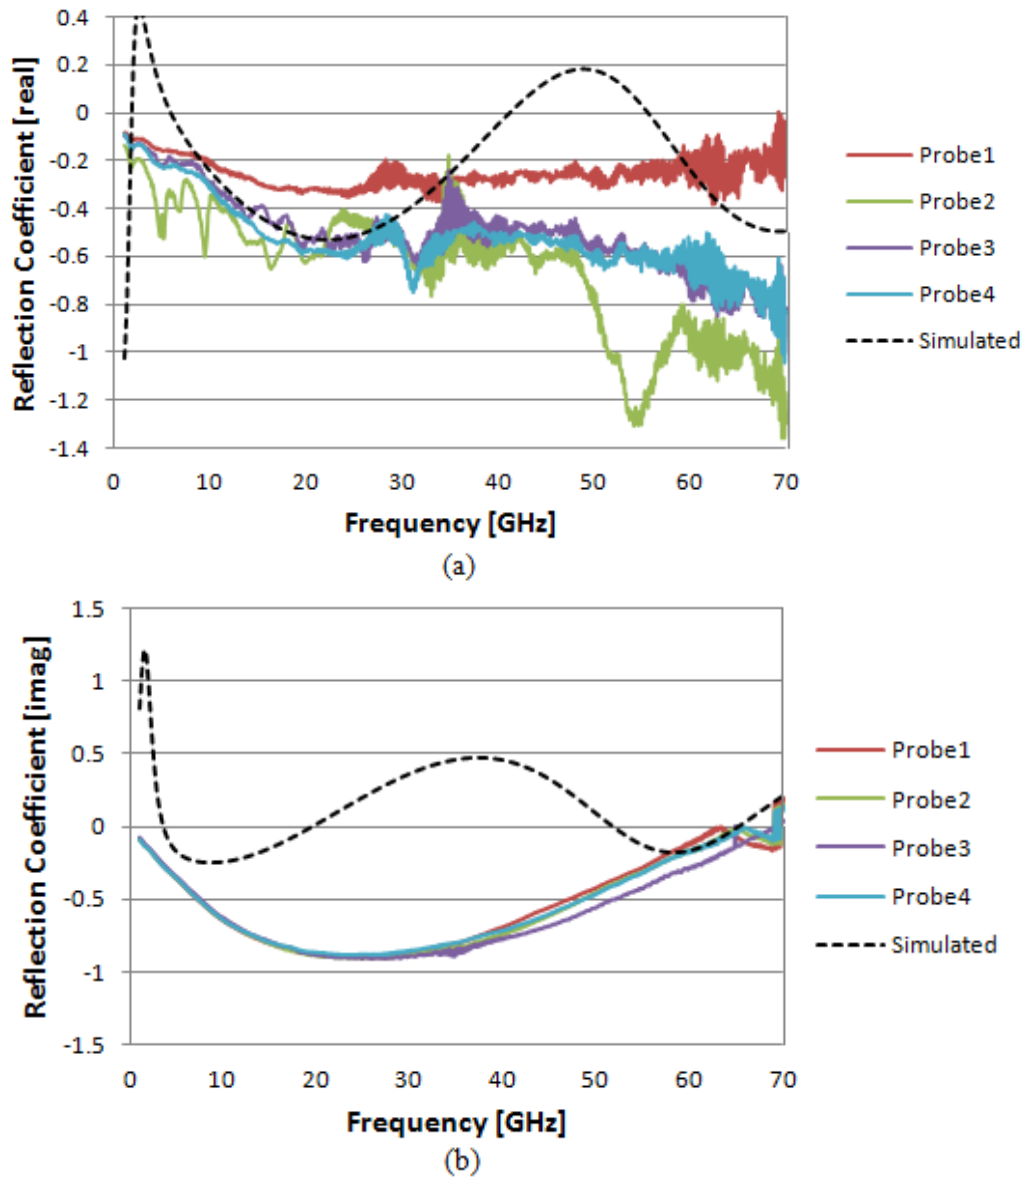 Reflection Coefficient [real]
0.4
0.2
0
-0.2
-0.4
-0.6
-0.8
-1
-1.2
-1.4
0 10 20 30 40 50 60 70
Frequency [GHz]
Probe1
Probe2
Probe3
Probe4
Simulated
(a)
Reflection Coefficient [imag]
1.5
1
0.5
0
-0.5
-1
-1.5
0 10 20 30 40 50 60 70
Frequency [GHz]
Probe1
Probe2
Probe3
Probe4
Simulated
(b)